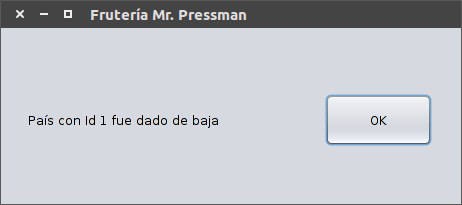 Frutería Mr. Pressman
País con Id 1 fue dado de baja
OK